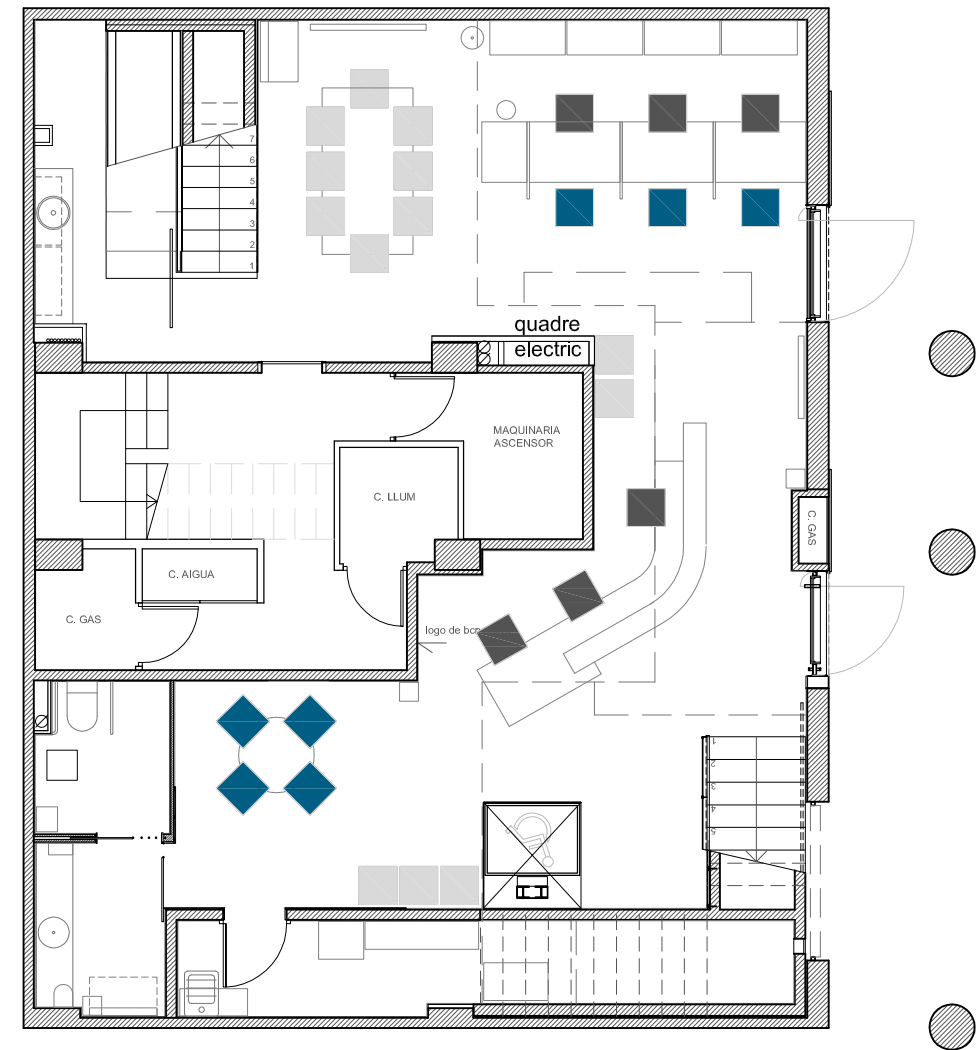 7
6
5
4
3
2
1
quadre
electric
MAQUINARIA
ASCENSOR
C. LLUM
C. GAS
C. AIGUA
C. GAS
logo de bcn
1
2
3
4
5